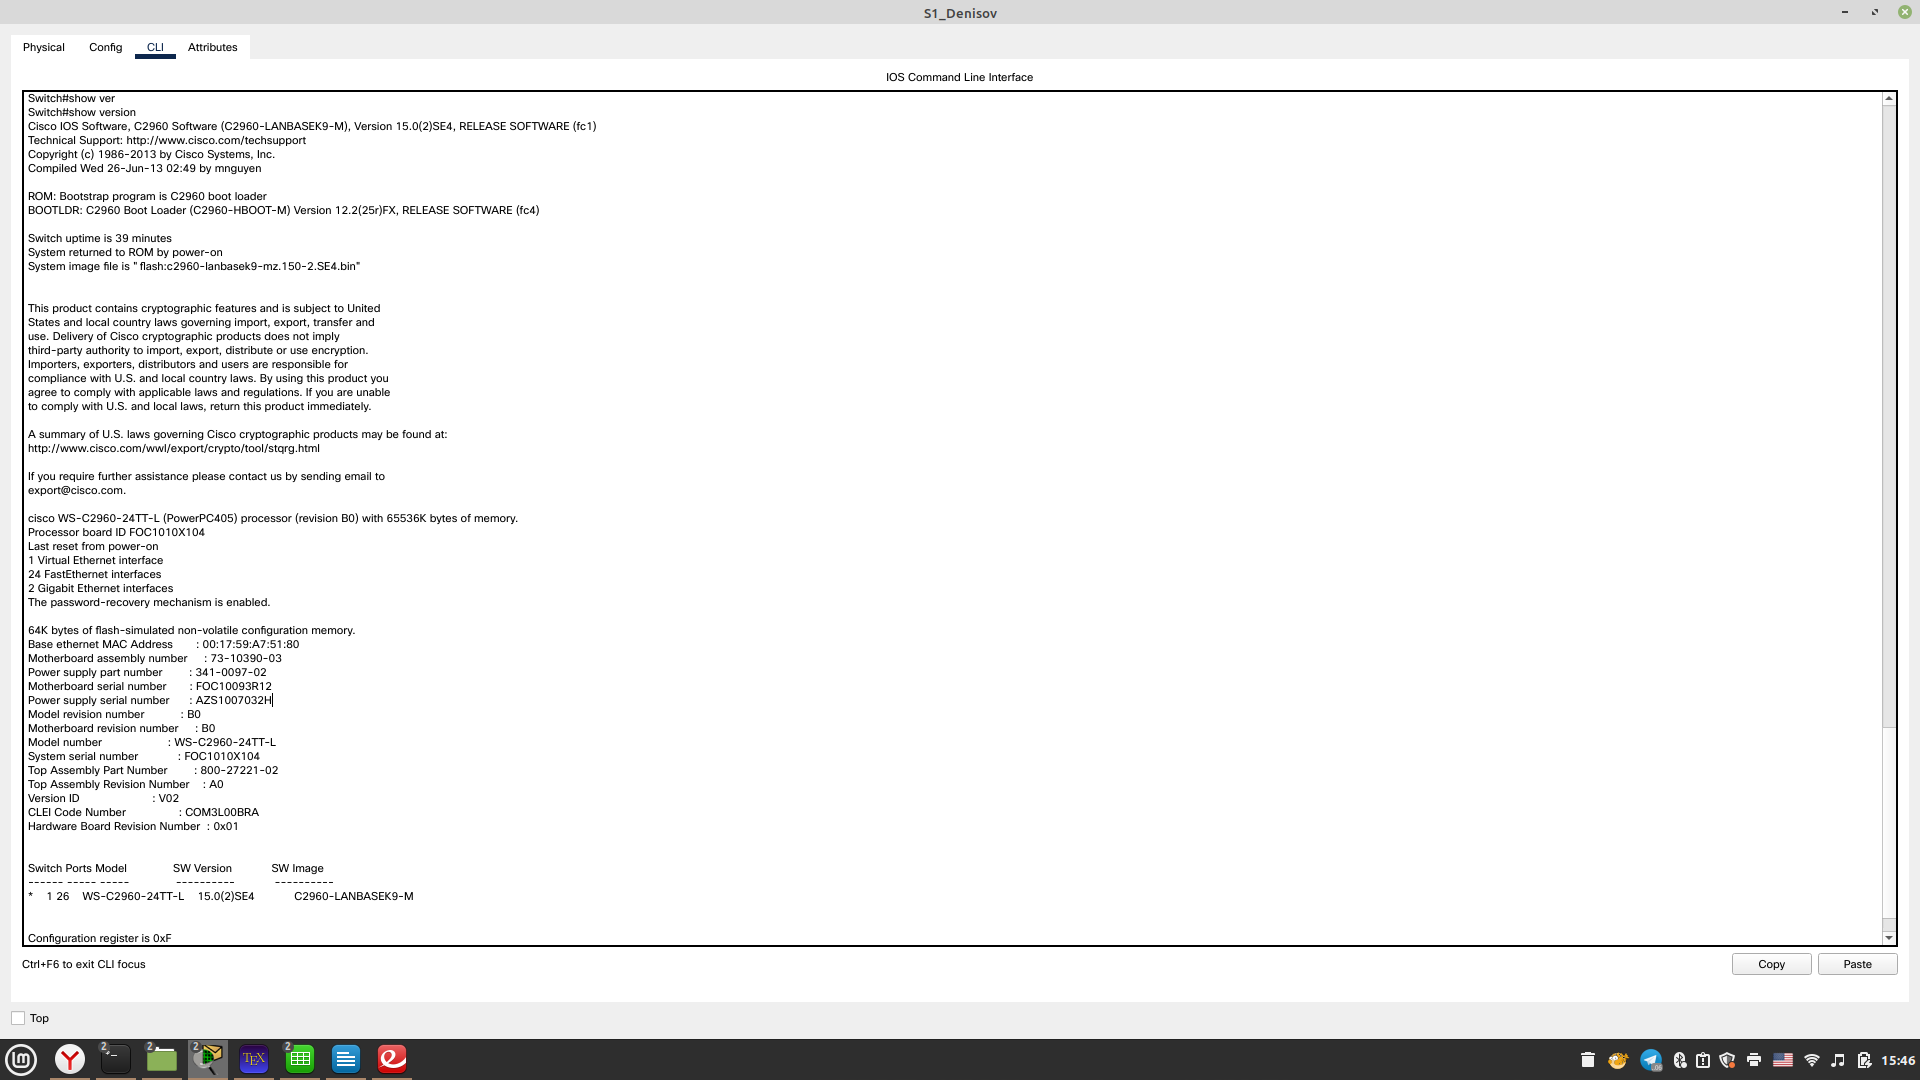 S1_Denisov
Physical Config CLI Attributes
IOS Command Line Interface
Switch#show ver
Switch#show version
Cisco IOS Software, C2960 Software (C2960-LANBASEK9-M), Version 15.0(2)SE4, RELEASE SOFTWARE (fc1)
Technical Support: http://www.cisco.com/techsupport
Copyright (c) 1986-2013 by Cisco Systems, Inc.
Compiled Wed 26-Jun-13 02:49 by mnguyen
ROM: Bootstrap program is C2960 boot loader
BOOTLDR: C2960 Boot Loader (C2960-HBOOT-M) Version 12.2(25r)FX, RELEASE SOFTWARE (fc4)
Switch uptime is 39 minutes
System returned to ROM by power-on
System image file is "flash:c2960-lanbasek9-mz.150-2.SE4.bin"
This product contains cryptographic features and is subject to United
States and local country laws governing import, export, transfer and
use. Delivery of Cisco cryptographic products does not imply
third-party authority to import, export, distribute or use encryption.
Importers, exporters, distributors and users are responsible for
compliance with U.S. and local country laws. By using this product you
agree to comply with applicable laws and regulations. If you are unable
to comply with U.S. and local laws, return this product immediately.
A summary of U.S. laws governing Cisco cryptographic products may be found at:
http://www.cisco.com/wwl/export/crypto/tool/stqrg.html
If you require further assistance please contact us by sending email to
export@cisco.com.
cisco WS-C2960-24TT-L (PowerPC405) processor (revision B0) with 65536K bytes of memory.
Processor board ID FOC1010X104
Last reset from power-on
1 Virtual Ethernet interface
24 FastEthernet interfaces
2 Gigabit Ethernet interfaces
The password-recovery mechanism is enabled.
64K bytes of flash-simulated non-volatile configuration memory.
Base ethernet MAC Address : 00:17:59:A7:51:80
Motherboard assembly number : 73-10390-03
Power supply part number : 341-0097-02
Motherboard serial number : FOC10093R12
Power supply serial number : AZS1007032H
Model revision number : B0
Motherboard revision number : B0
Model number : WS-C2960-24TT-L
System serial number : FOC1010X104
Top Assembly Part Number : 800-27221-02
Top Assembly Revision Number : A0
Version ID : V02
CLEI Code Number : COM3L00BRA
Hardware Board Revision Number : 0x01
Switch Ports Model SW Version SW Image
------ ----- ----- ---------- ----------
* 1 26 WS-C2960-24TT-L 15.0(2)SE4 C2960-LANBASEK9-M
Configuration register is 0xF
Ctrl+F6 to exit CLI focus
Copy Paste
Top
2 2 2 TEX 2 15:46